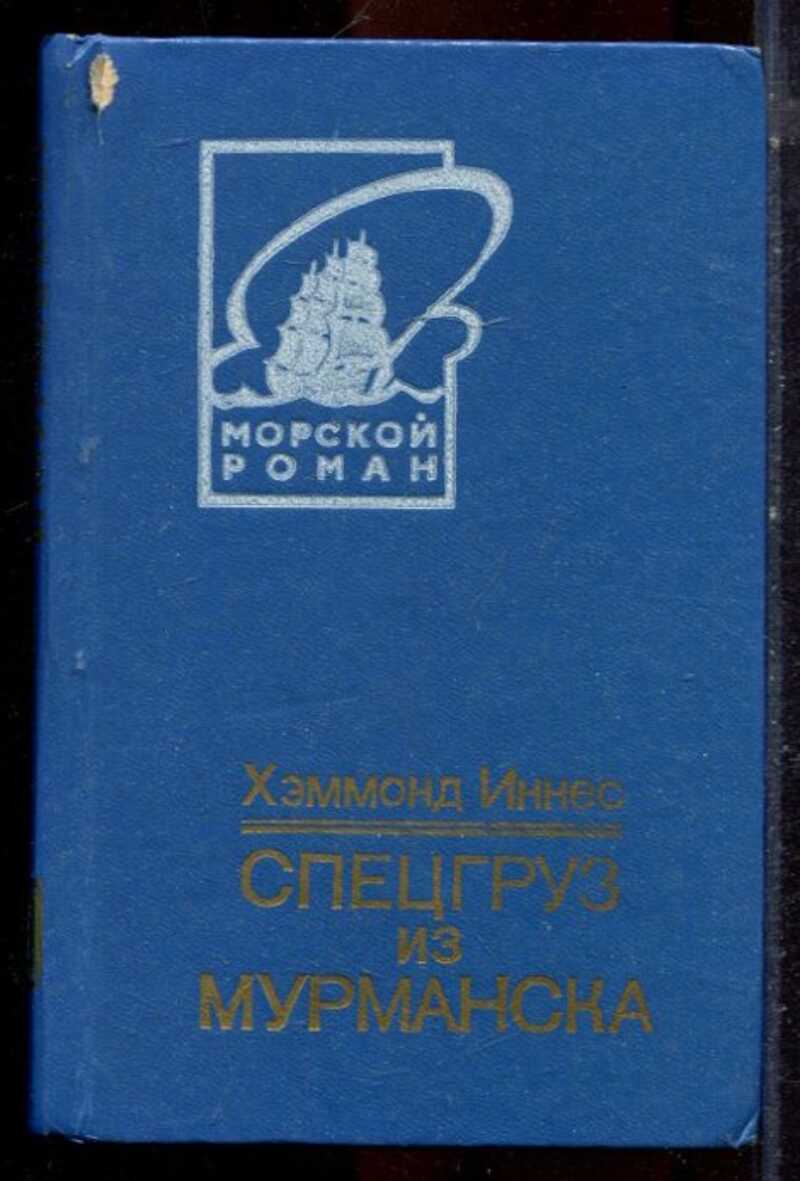 МОРСКОЙ
РОМАН
Хэммонд Иннес
СПЕЦГРУЗ
ИЗ
МУРМАНСКА